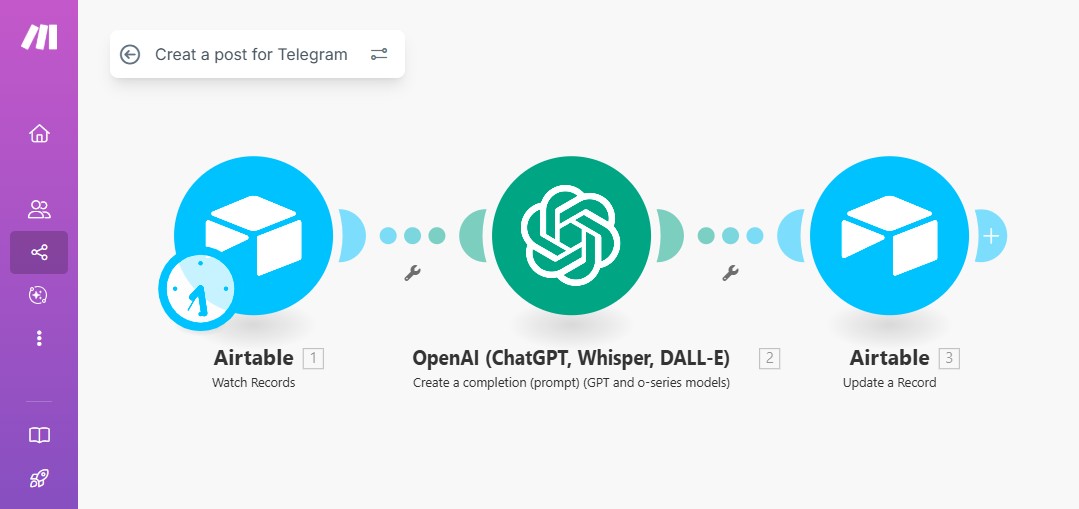 Creat a post for Telegram
Airtable 1
Watch Records
OpenAI (ChatGPT, Whisper, DALL-E) 2
Create a completion (prompt) (GPT and o-series models)
Airtable 3
Update a Record